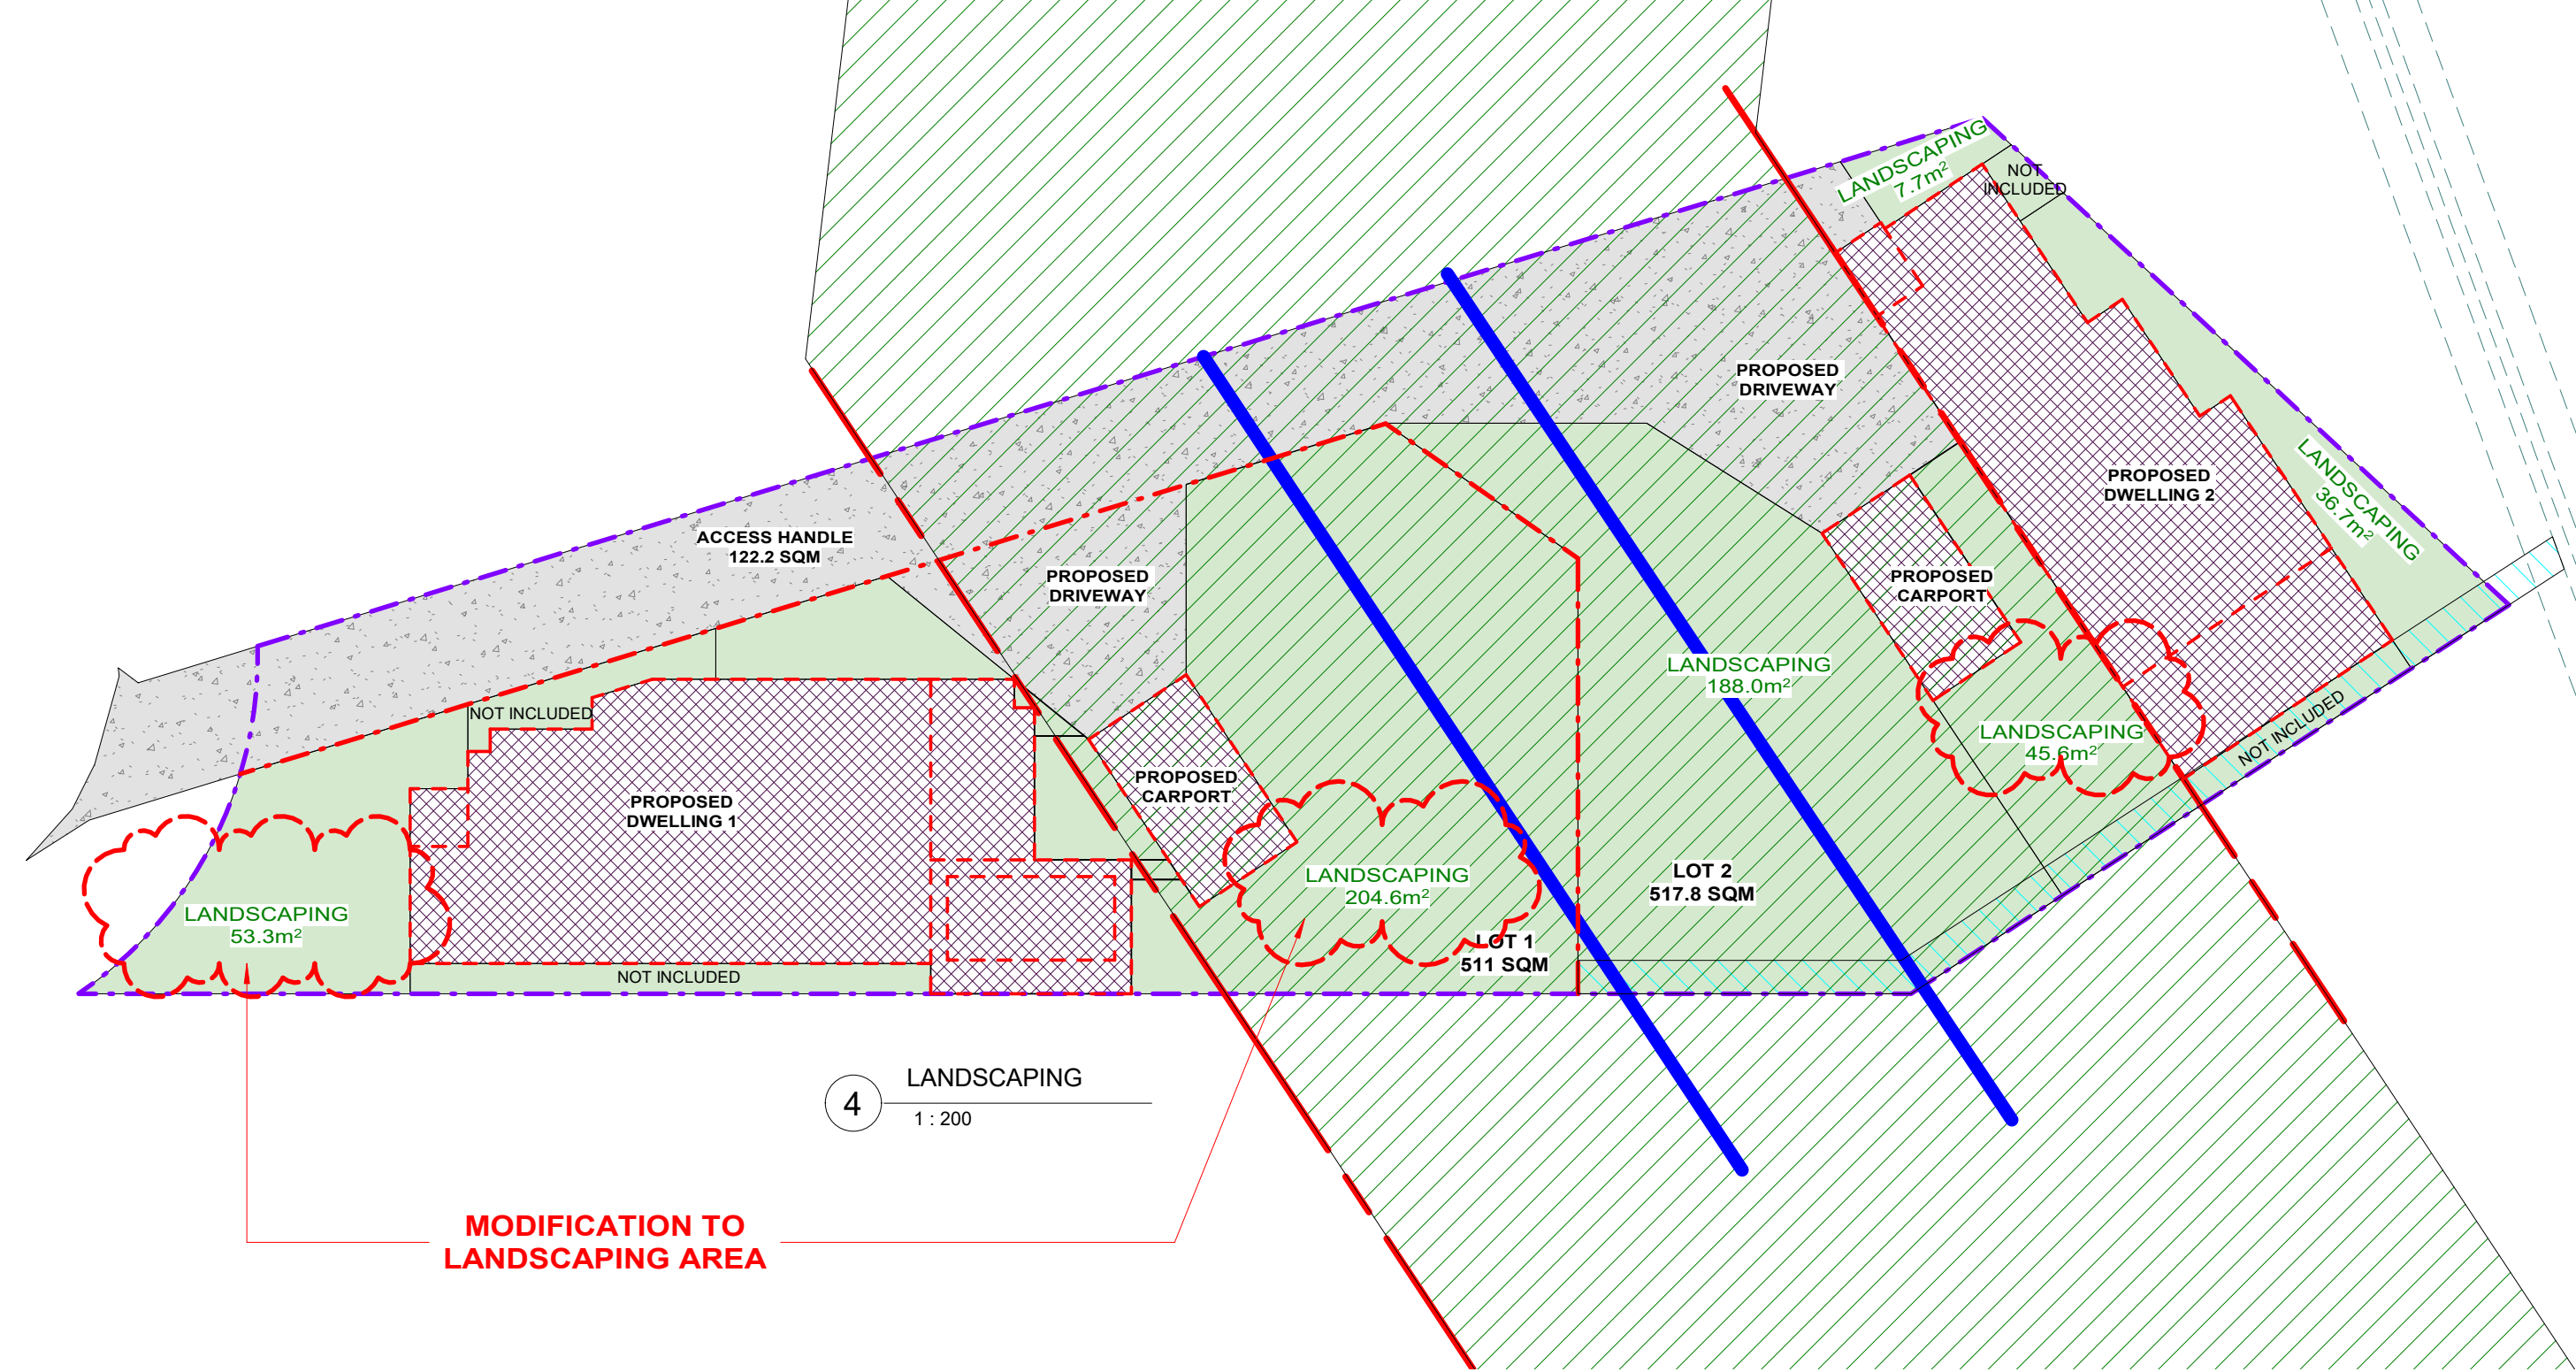 LANDSCAPING
7.7m²
NOT
INCLUDED
PROPOSED
DRIVEWAY
LANDSCAPING
36.7m²
PROPOSED
DWELLING 2
ACCESS HANDLE
122.2 SQM
PROPOSED
DRIVEWAY
PROPOSED
CARPORT
LANDSCAPING
188.0m²
NOT INCLUDED
LANDSCAPING
45.6m²
NOT INCLUDED
PROPOSED
CARPORT
PROPOSED
DWELLING 1
LANDSCAPING
204.6m²
LOT 2
517.8 SQM
LANDSCAPING
53.3m²
LOT 1
511 SQM
NOT INCLUDED
4
LANDSCAPING
1 : 200
MODIFICATION TO
LANDSCAPING AREA